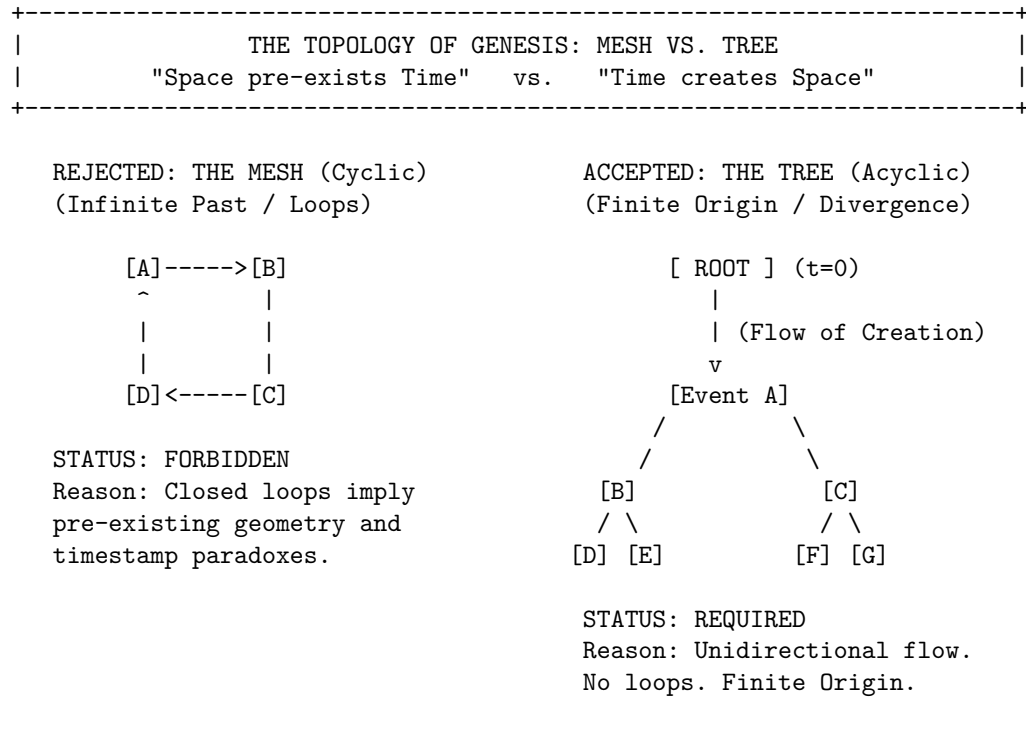 +----------------------------------------------------------------------+
|                THE TOPOLOGY OF GENESIS: MESH VS. TREE                 |
|         "Space pre-exists Time"   vs.   "Time creates Space"          |
+----------------------------------------------------------------------+
REJECTED: THE MESH (Cyclic)            ACCEPTED: THE TREE (Acyclic)
(Infinite Past / Loops)                (Finite Origin / Divergence)
[A]----->[B]                           [ ROOT ] (t=0)
^        |                                |
|        |                                | (Flow of Creation)
|        |                                v
[D]<-----[C]                           [Event A]
/         \
STATUS: FORBIDDEN                     /           \
Reason: Closed loops imply          [B]           [C]
pre-existing geometry and           / \           / \
timestamp paradoxes.              [D] [E]       [F] [G]
STATUS: REQUIRED
Reason: Unidirectional flow.
No loops. Finite Origin.